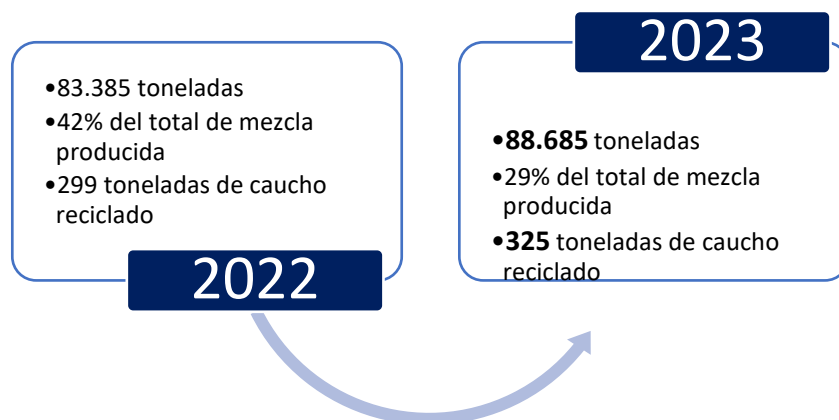 •83.385 toneladas
•42% del total de mezcla
producida
•299 toneladas de caucho
reciclado
2022
2023
•88.685 toneladas
•29% del total de mezcla
producida
•325 toneladas de caucho
reciclado